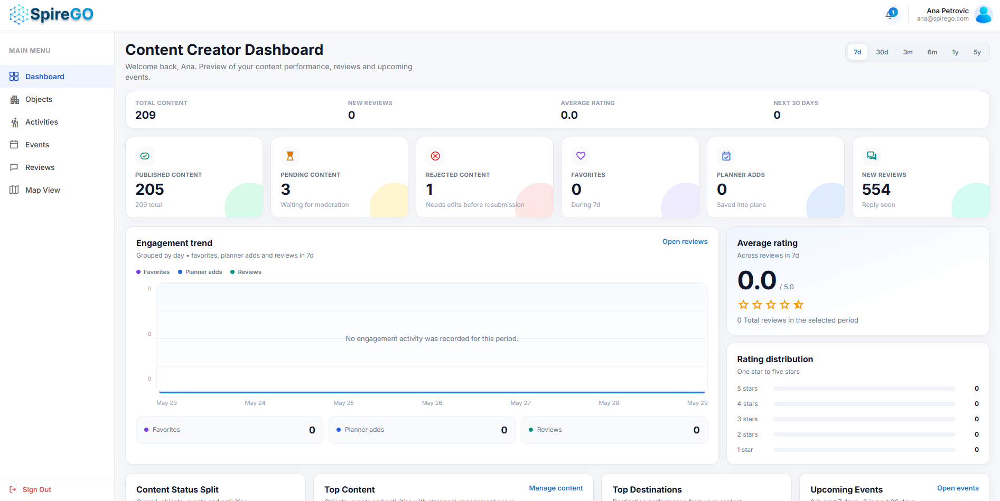 SpireGO
1
Ana Petrovic
ana@spirego.com
MAIN MENU
Dashboard
Objects
Activities
Events
Reviews
Map View
Sign Out
Content Creator Dashboard
Welcome back, Ana. Preview of your content performance, reviews and upcoming
events.
7d 30d 3m 6m 1y 5y
TOTAL CONTENT
209
NEW REVIEWS
0
AVERAGE RATING
0.0
NEXT 30 DAYS
0
PUBLISHED CONTENT
205
209 total
PENDING CONTENT
3
Waiting for moderation
REJECTED CONTENT
1
Needs edits before resubmission
FAVORITES
0
During 7d
PLANNER ADDS
0
Saved into plans
NEW REVIEWS
554
Reply soon
Engagement trend
Open reviews
Grouped by day • favorites, planner adds and reviews in 7d
Favorites Planner adds Reviews
0
0
0
No engagement activity was recorded for this period.
May 23 May 24 May 25 May 26 May 27 May 28 May 29
Favorites 0
Planner adds 0
Reviews 0
Average rating
Across reviews in 7d
0.0 / 5.0
0 Total reviews in the selected period
Rating distribution
One star to five stars
5 stars 0
4 stars 0
3 stars 0
2 stars 0
1 star 0
Content Status Split
Top Content
Manage content
Top Destinations
Upcoming Events
Open events